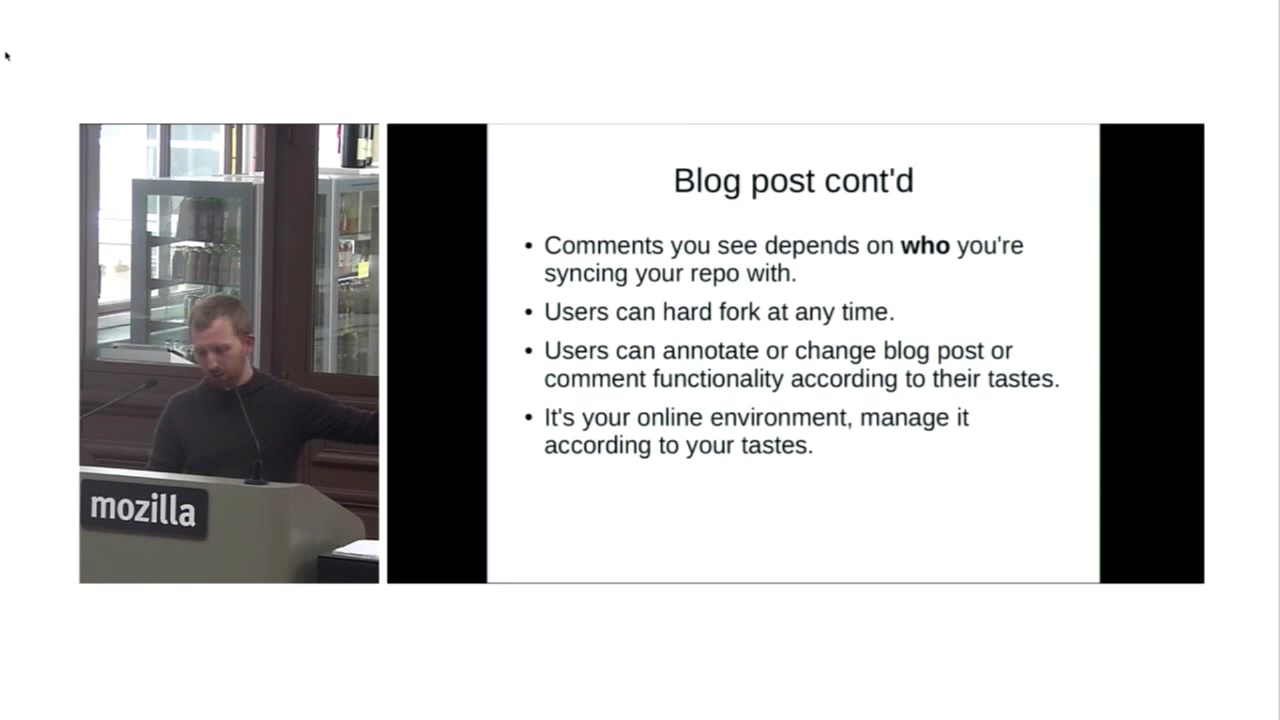 Blog post cont'd
• Comments you see depends on who you're
syncing your repo with.
• Users can hard fork at any time.
• Users can annotate or change blog post or
comment functionality according to their tastes.
• It's your online environment, manage it
according to your tastes.
mozilla